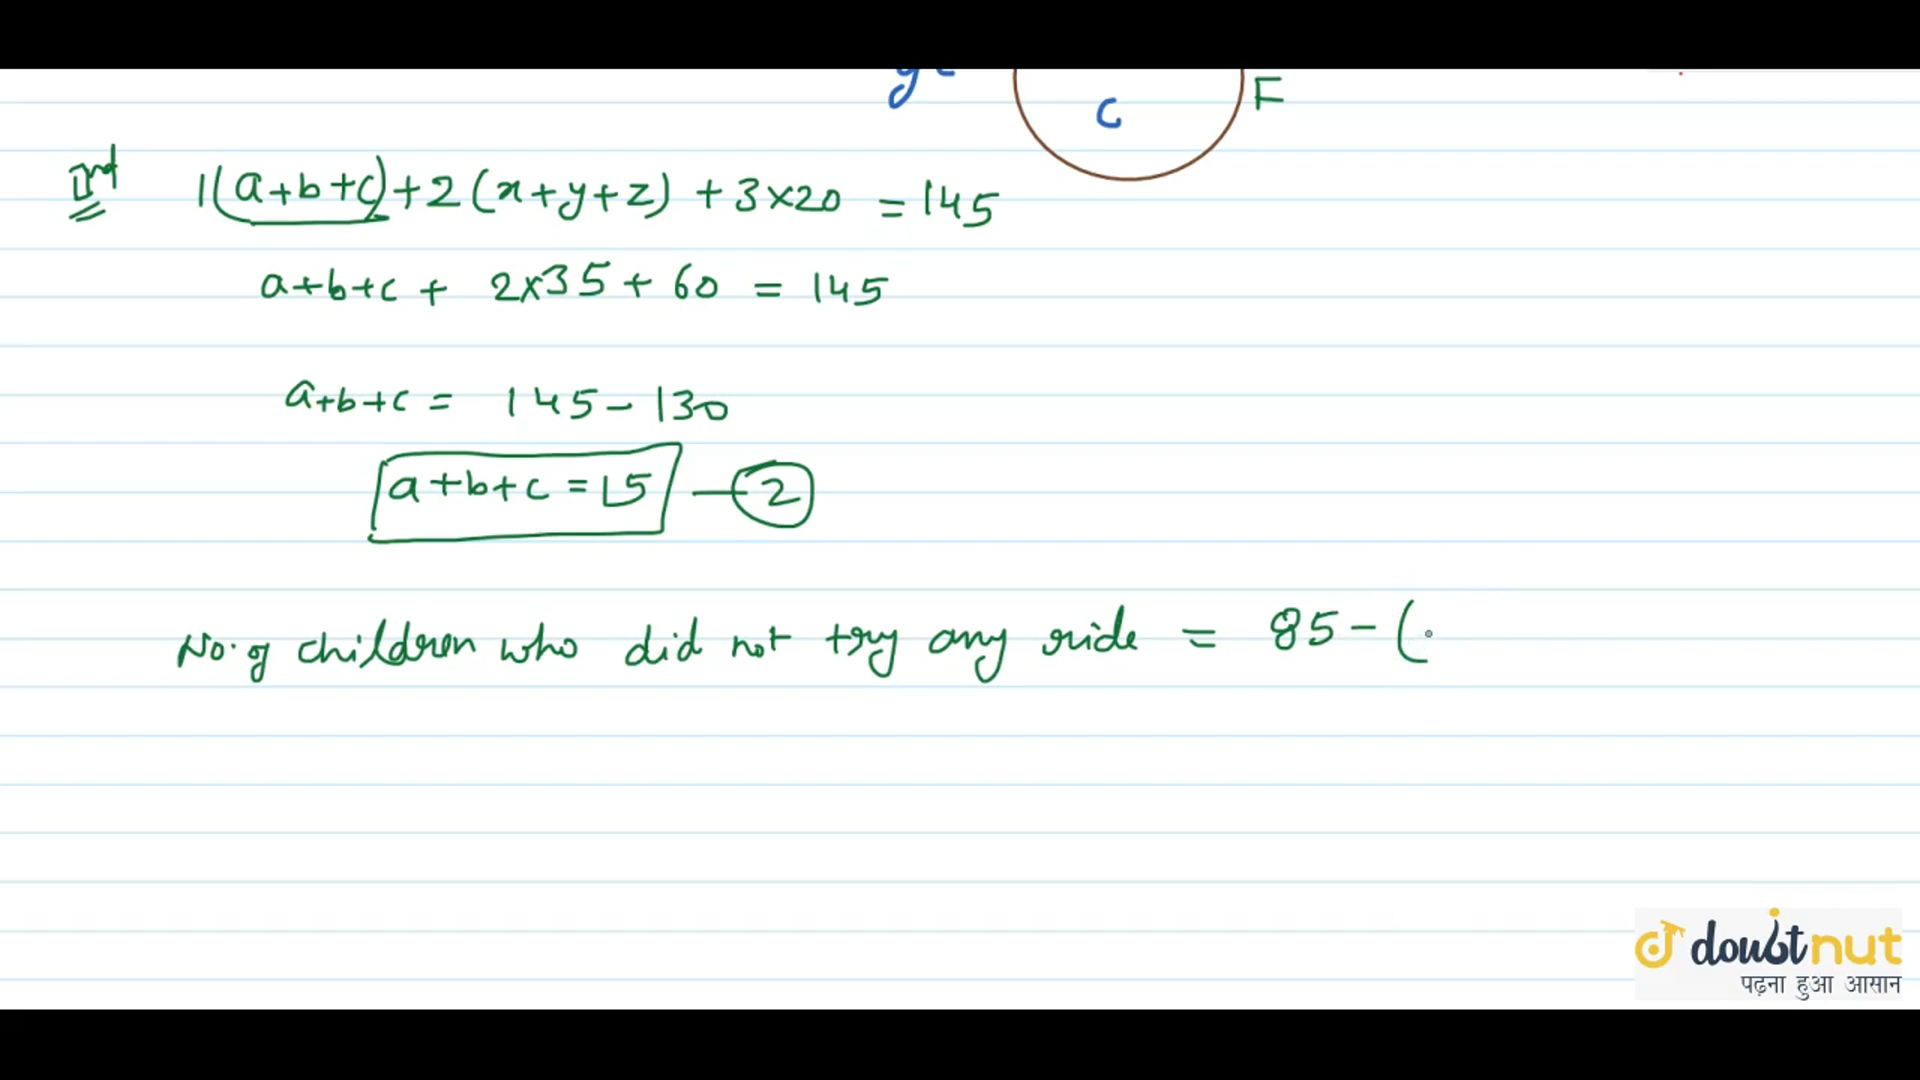 C F
IInd 1(a+b+c)+2(x+y+z)+3×20 = 145
a+b+c + 2×35 + 60 = 145
a+b+c = 145 - 130
a+b+c = 15 — 2
No. of children who did not try any ride = 85 - (
doubtnut
पढ़ना हुआ आसान